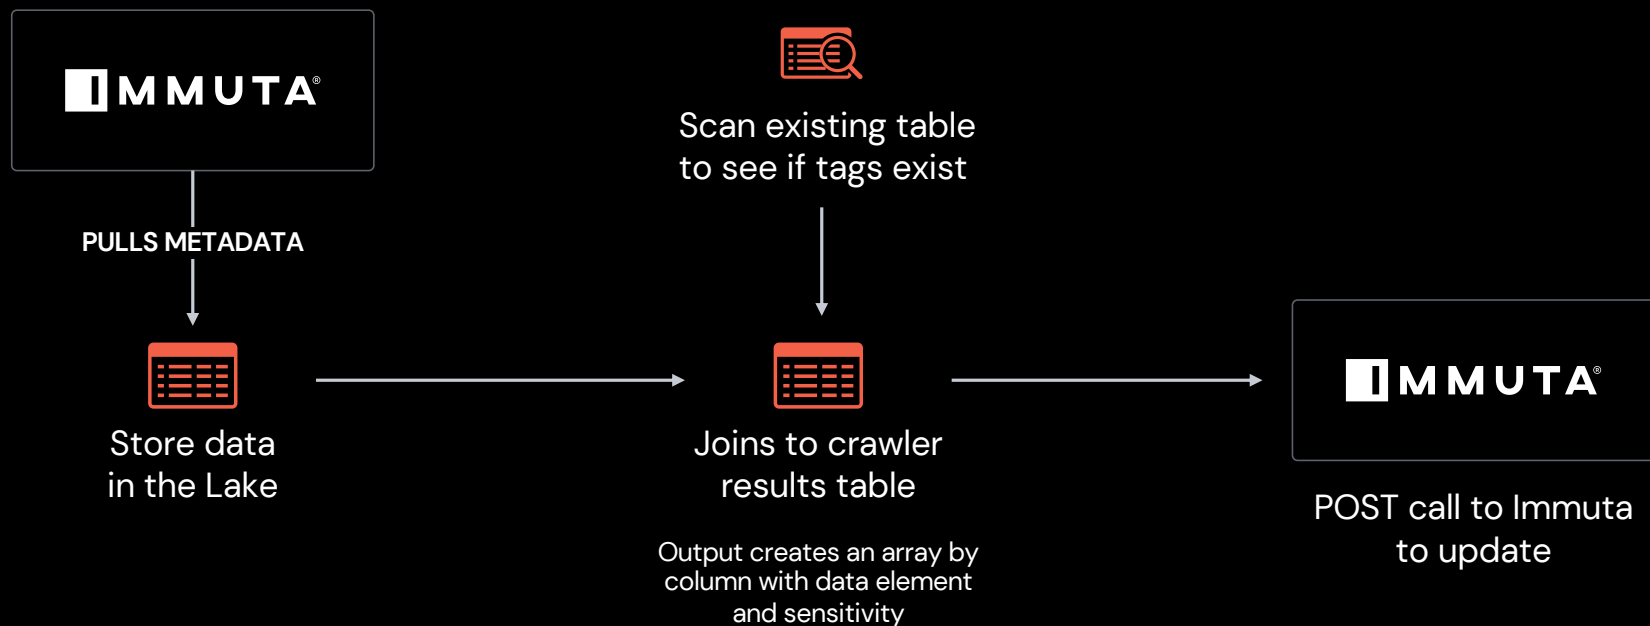 IMMUTA®
PULLS METADATA
Store data
in the Lake
Scan existing table
to see if tags exist
Joins to crawler
results table
Output creates an array by
column with data element
and sensitivity
IMMUTA®
POST call to Immuta
to update